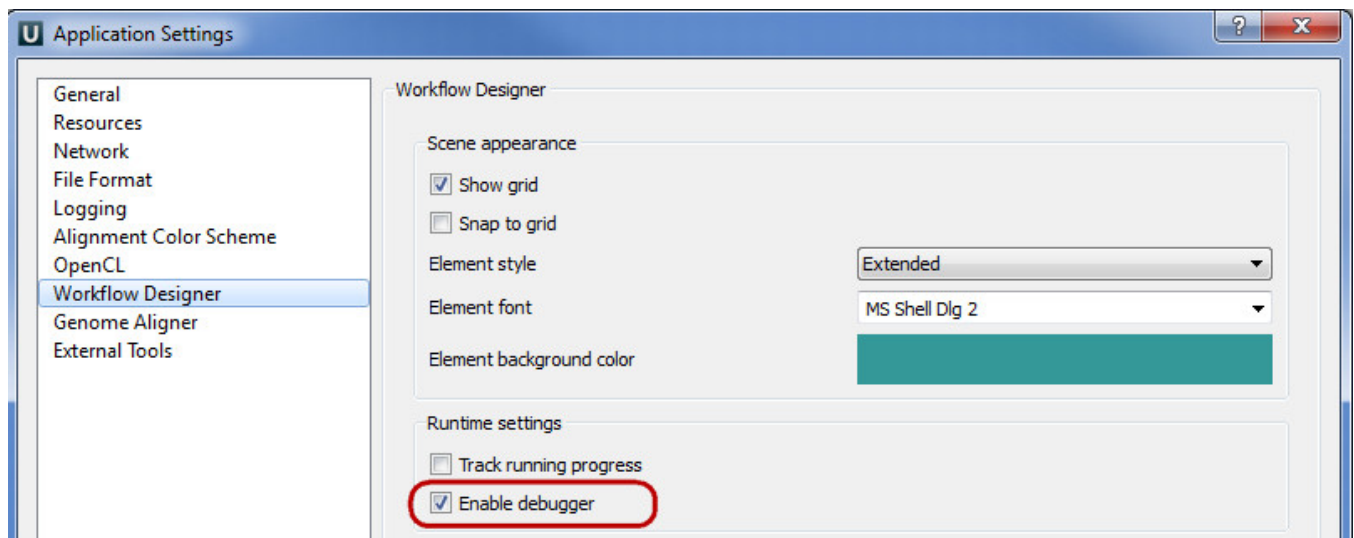 U Application Settings
?
X
General
Resources
Network
File Format
Logging
Alignment Color Scheme
OpenCL
Workflow Designer
Genome Aligner
External Tools
Workflow Designer
Scene appearance
Show grid
Snap to grid
Element style Extended
Element font MS Shell Dlg 2
Element background color
Runtime settings
Track running progress
Enable debugger